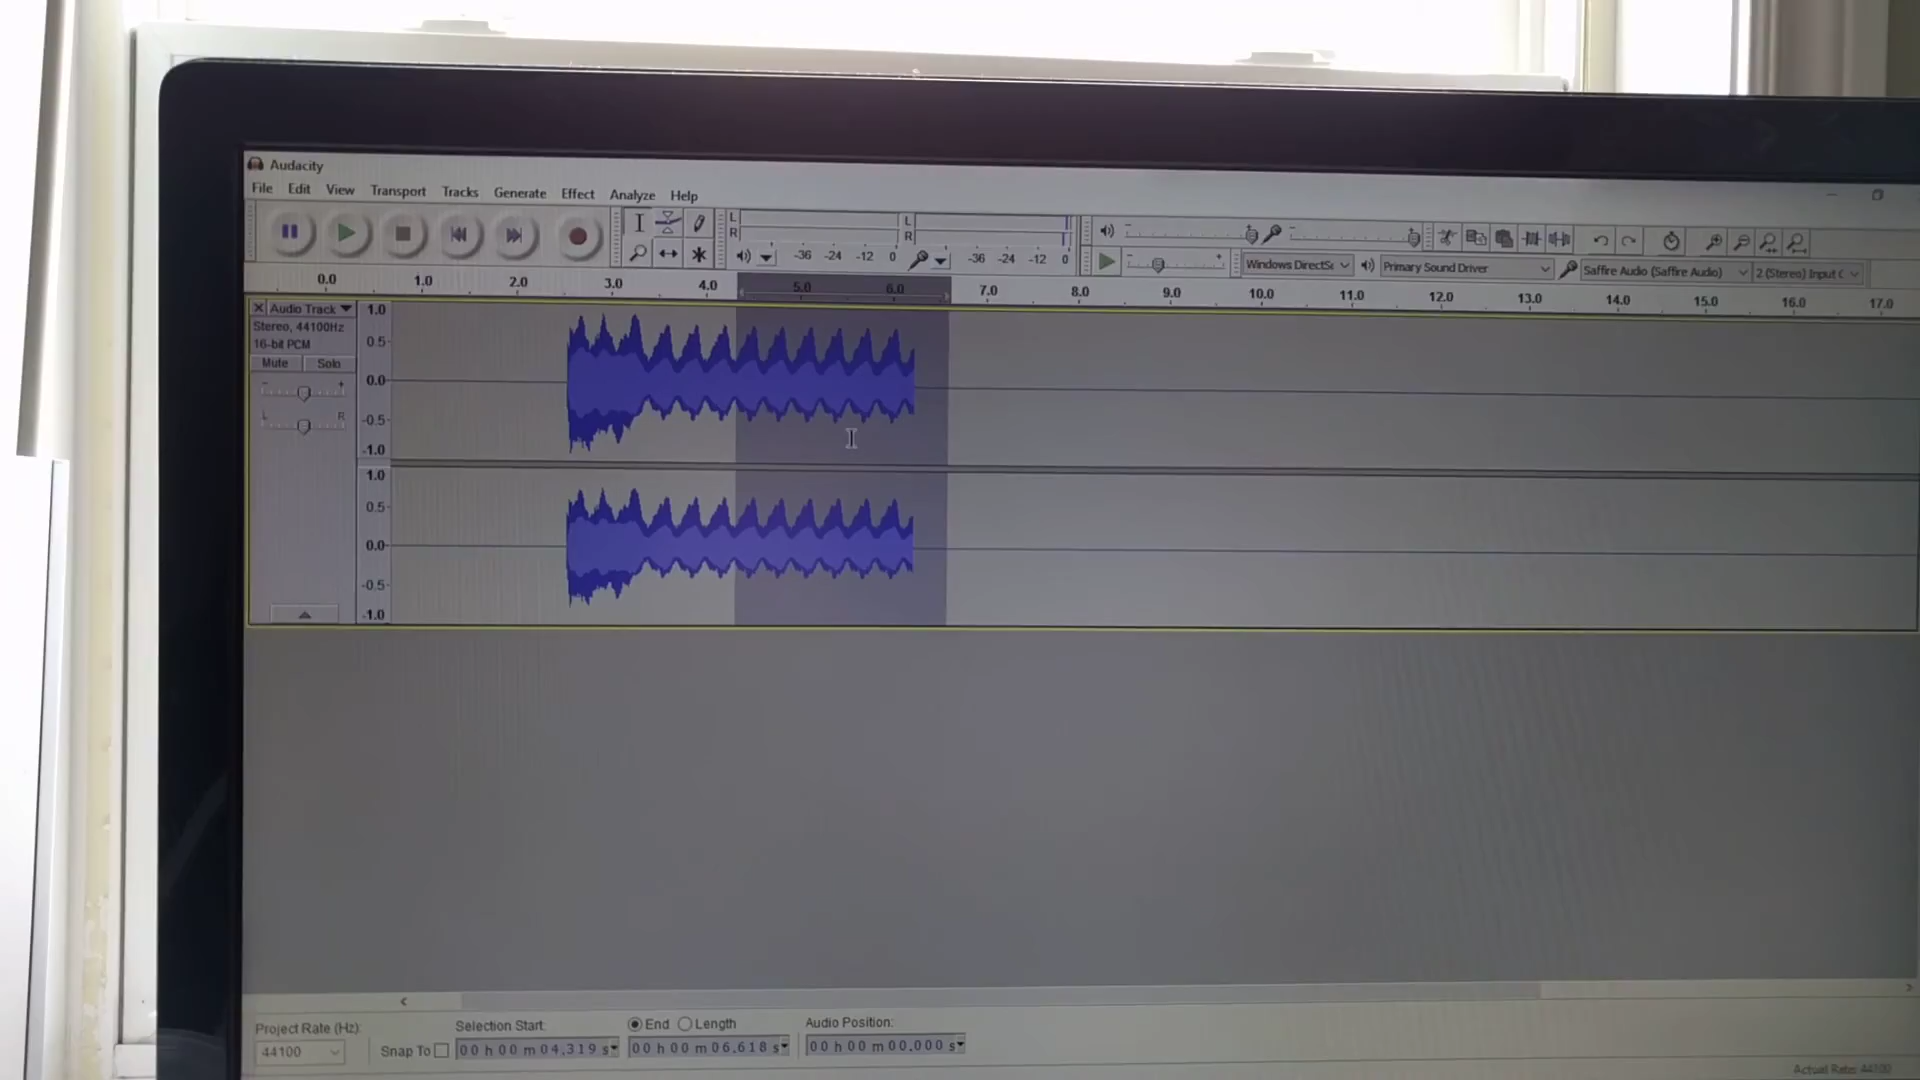 Audacity
File Edit View Transport Tracks Generate Effect Analyze Help
L
R
-36 -24 -12 0
L
R
-36 -24 -12 0
Windows DirectSc
Primary Sound Driver
Saffire Audio (Saffire Audio)
2 (Stereo) Input C
0.0 1.0 2.0 3.0 4.0 5.0 6.0 7.0 8.0 9.0 10.0 11.0 12.0 13.0 14.0 15.0 16.0 17.0
Audio Track
Stereo, 44100Hz
16-bit PCM
Mute Solo
- +
L R
1.0
0.5-
0.0-
-0.5-
-1.0
1.0
0.5-
0.0-
-0.5-
-1.0
Project Rate (Hz):
44100
Snap To
Selection Start:
00 h 00 m 04.319 s
End Length
00 h 00 m 06.618 s
Audio Position:
00 h 00 m 00.000 s
Actual Rate: 44100